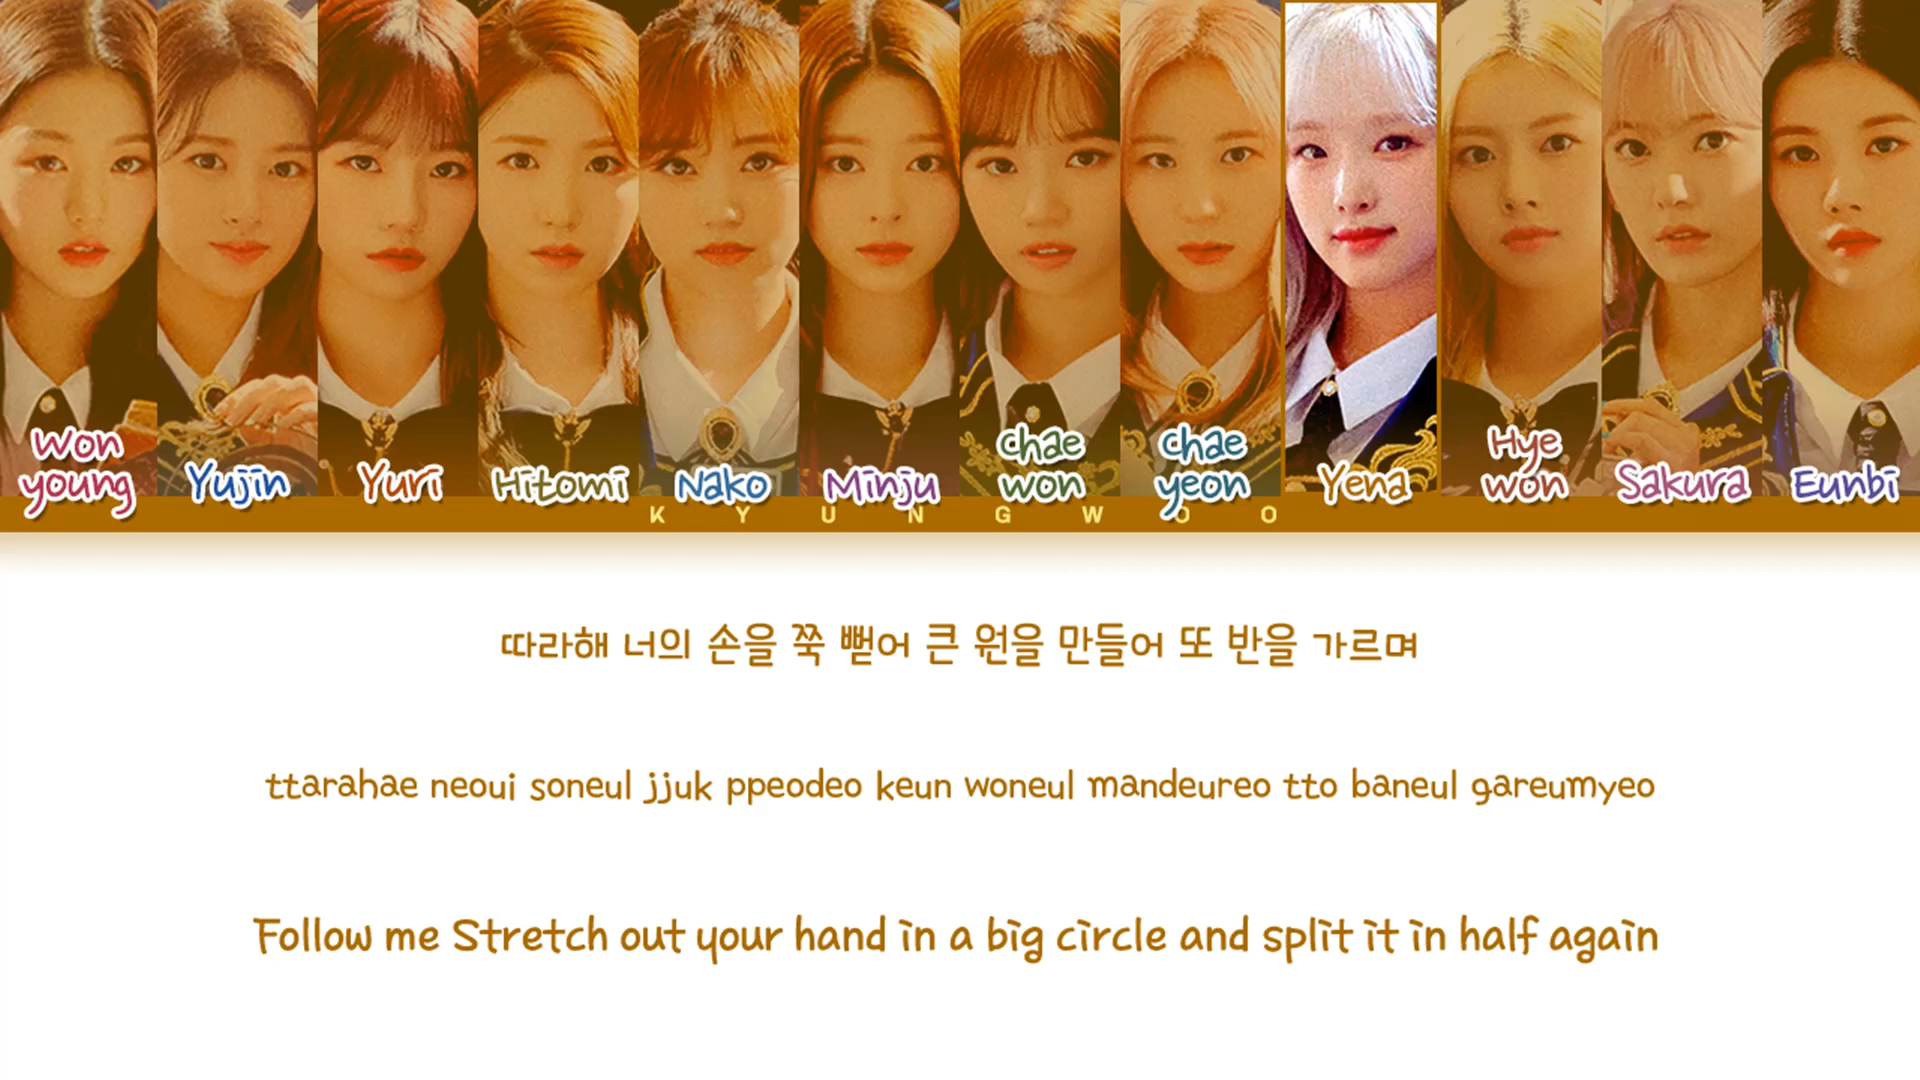 Won
young
Yujin
Yuri
Hitomi
Nako
Minju
chae
won
chae
yeon
Yena
Hye
won
Sakura
Eunbi
KYUNGWOO
따라해 너의 손을 쭉 뻗어 큰 원을 만들어 또 반을 가르며
ttarahae neoui soneul jjuk ppeodeo keun woneul mandeureo tto baneul gareumyeo
Follow me Stretch out your hand in a big circle and split it in half again